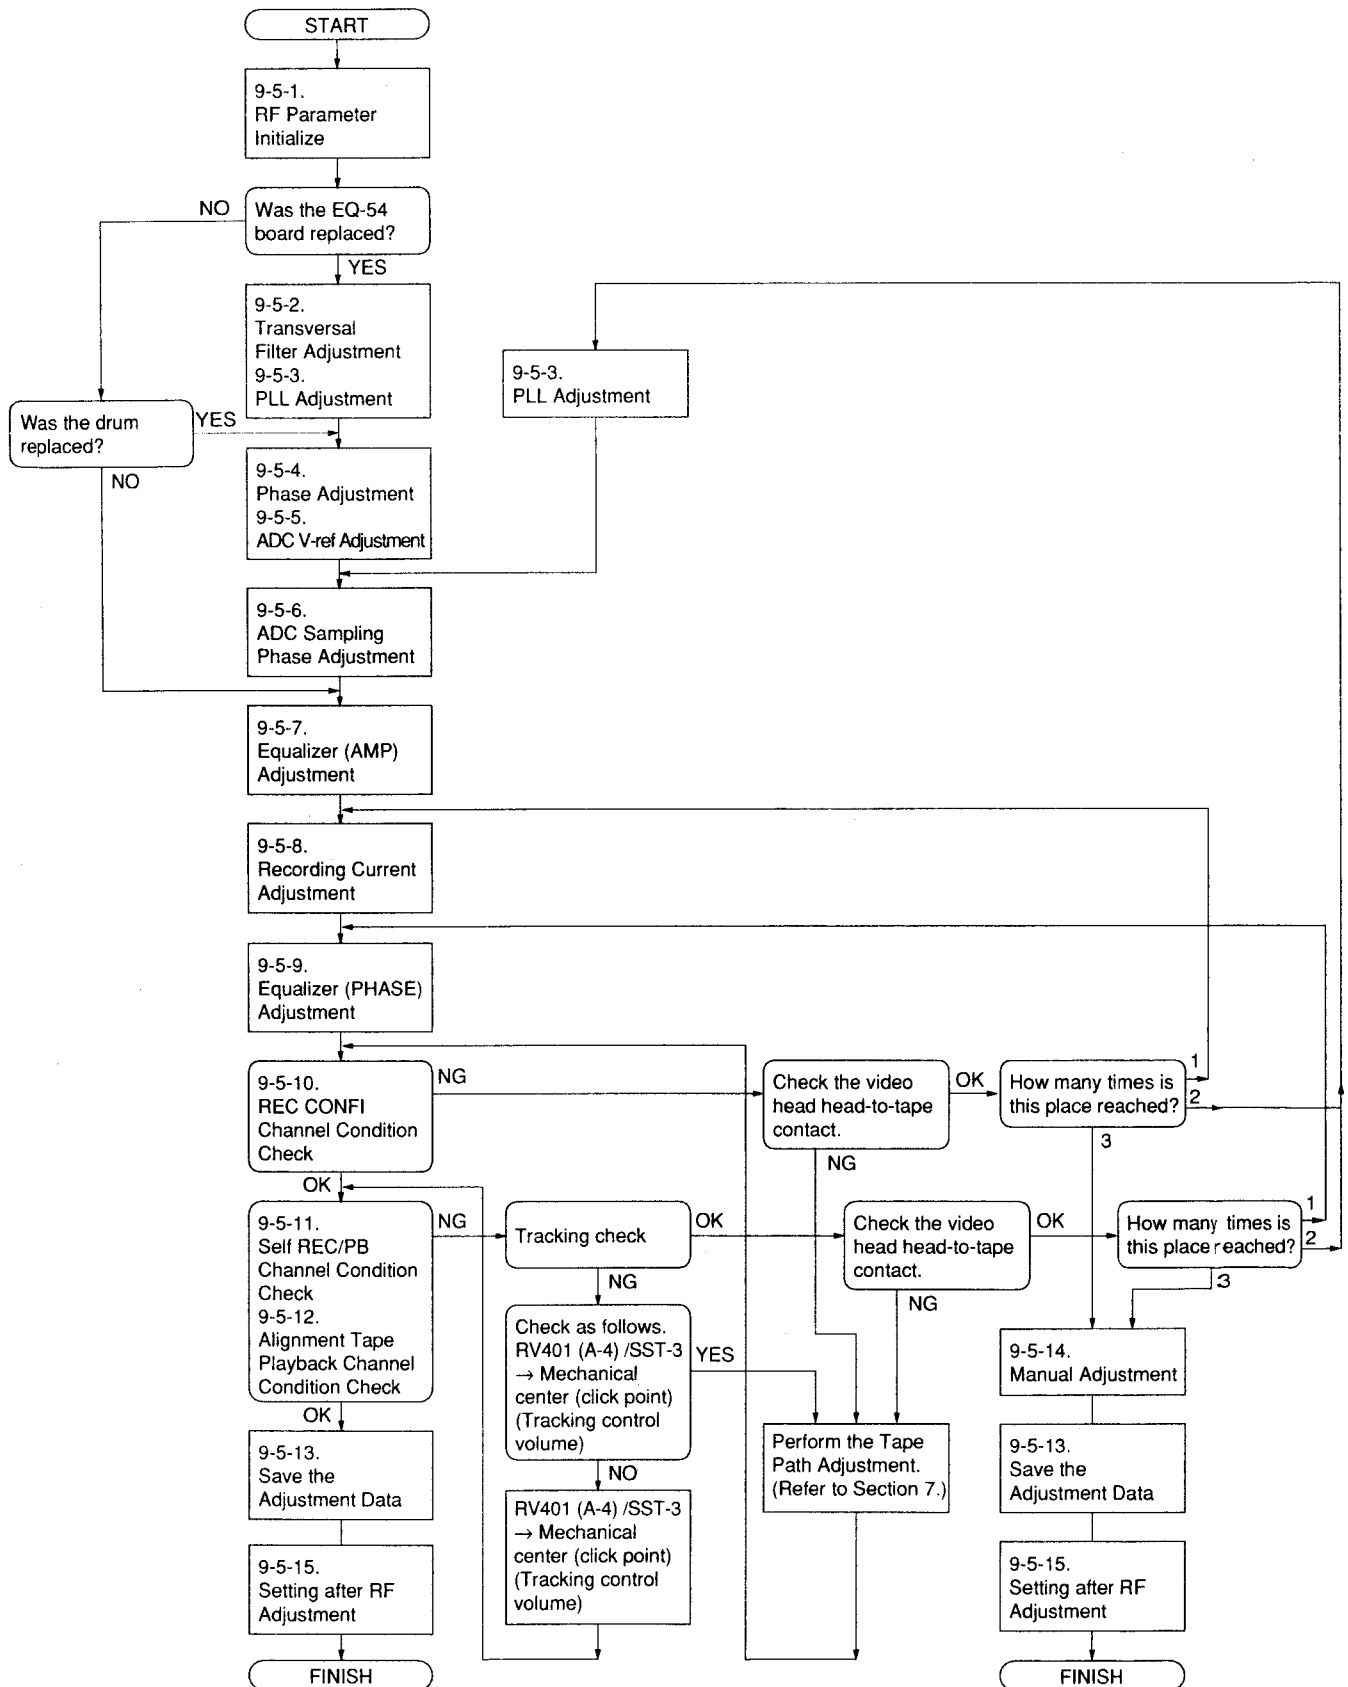 START
9-5-1.
RF Parameter
Initialize
NO
Was the EQ-54
board replaced?
YES
9-5-2.
Transversal
Filter Adjustment
9-5-3.
PLL Adjustment
9-5-3.
PLL Adjustment
Was the drum
replaced?
YES
NO
9-5-4.
Phase Adjustment
9-5-5.
ADC V-ref Adjustment
9-5-6.
ADC Sampling
Phase Adjustment
9-5-7.
Equalizer (AMP)
Adjustment
9-5-8.
Recording Current
Adjustment
9-5-9.
Equalizer (PHASE)
Adjustment
9-5-10.
REC CONFI
Channel Condition
Check
NG
OK
Check the video
head head-to-tape
contact.
OK
NG
How many times is
this place reached?
1
2
3
9-5-11.
Self REC/PB
Channel Condition
Check
9-5-12.
Alignment Tape
Playback Channel
Condition Check
NG
OK
Tracking check
OK
NG
Check the video
head head-to-tape
contact.
OK
NG
How many times is
this place reached?
1
2
3
Check as follows.
RV401 (A-4) /SST-3
→ Mechanical
center (click point)
(Tracking control
volume)
YES
NO
RV401 (A-4) /SST-3
→ Mechanical
center (click point)
(Tracking control
volume)
Perform the Tape
Path Adjustment.
(Refer to Section 7.)
9-5-14.
Manual Adjustment
9-5-13.
Save the
Adjustment Data
9-5-13.
Save the
Adjustment Data
9-5-15.
Setting after RF
Adjustment
9-5-15.
Setting after RF
Adjustment
FINISH
FINISH